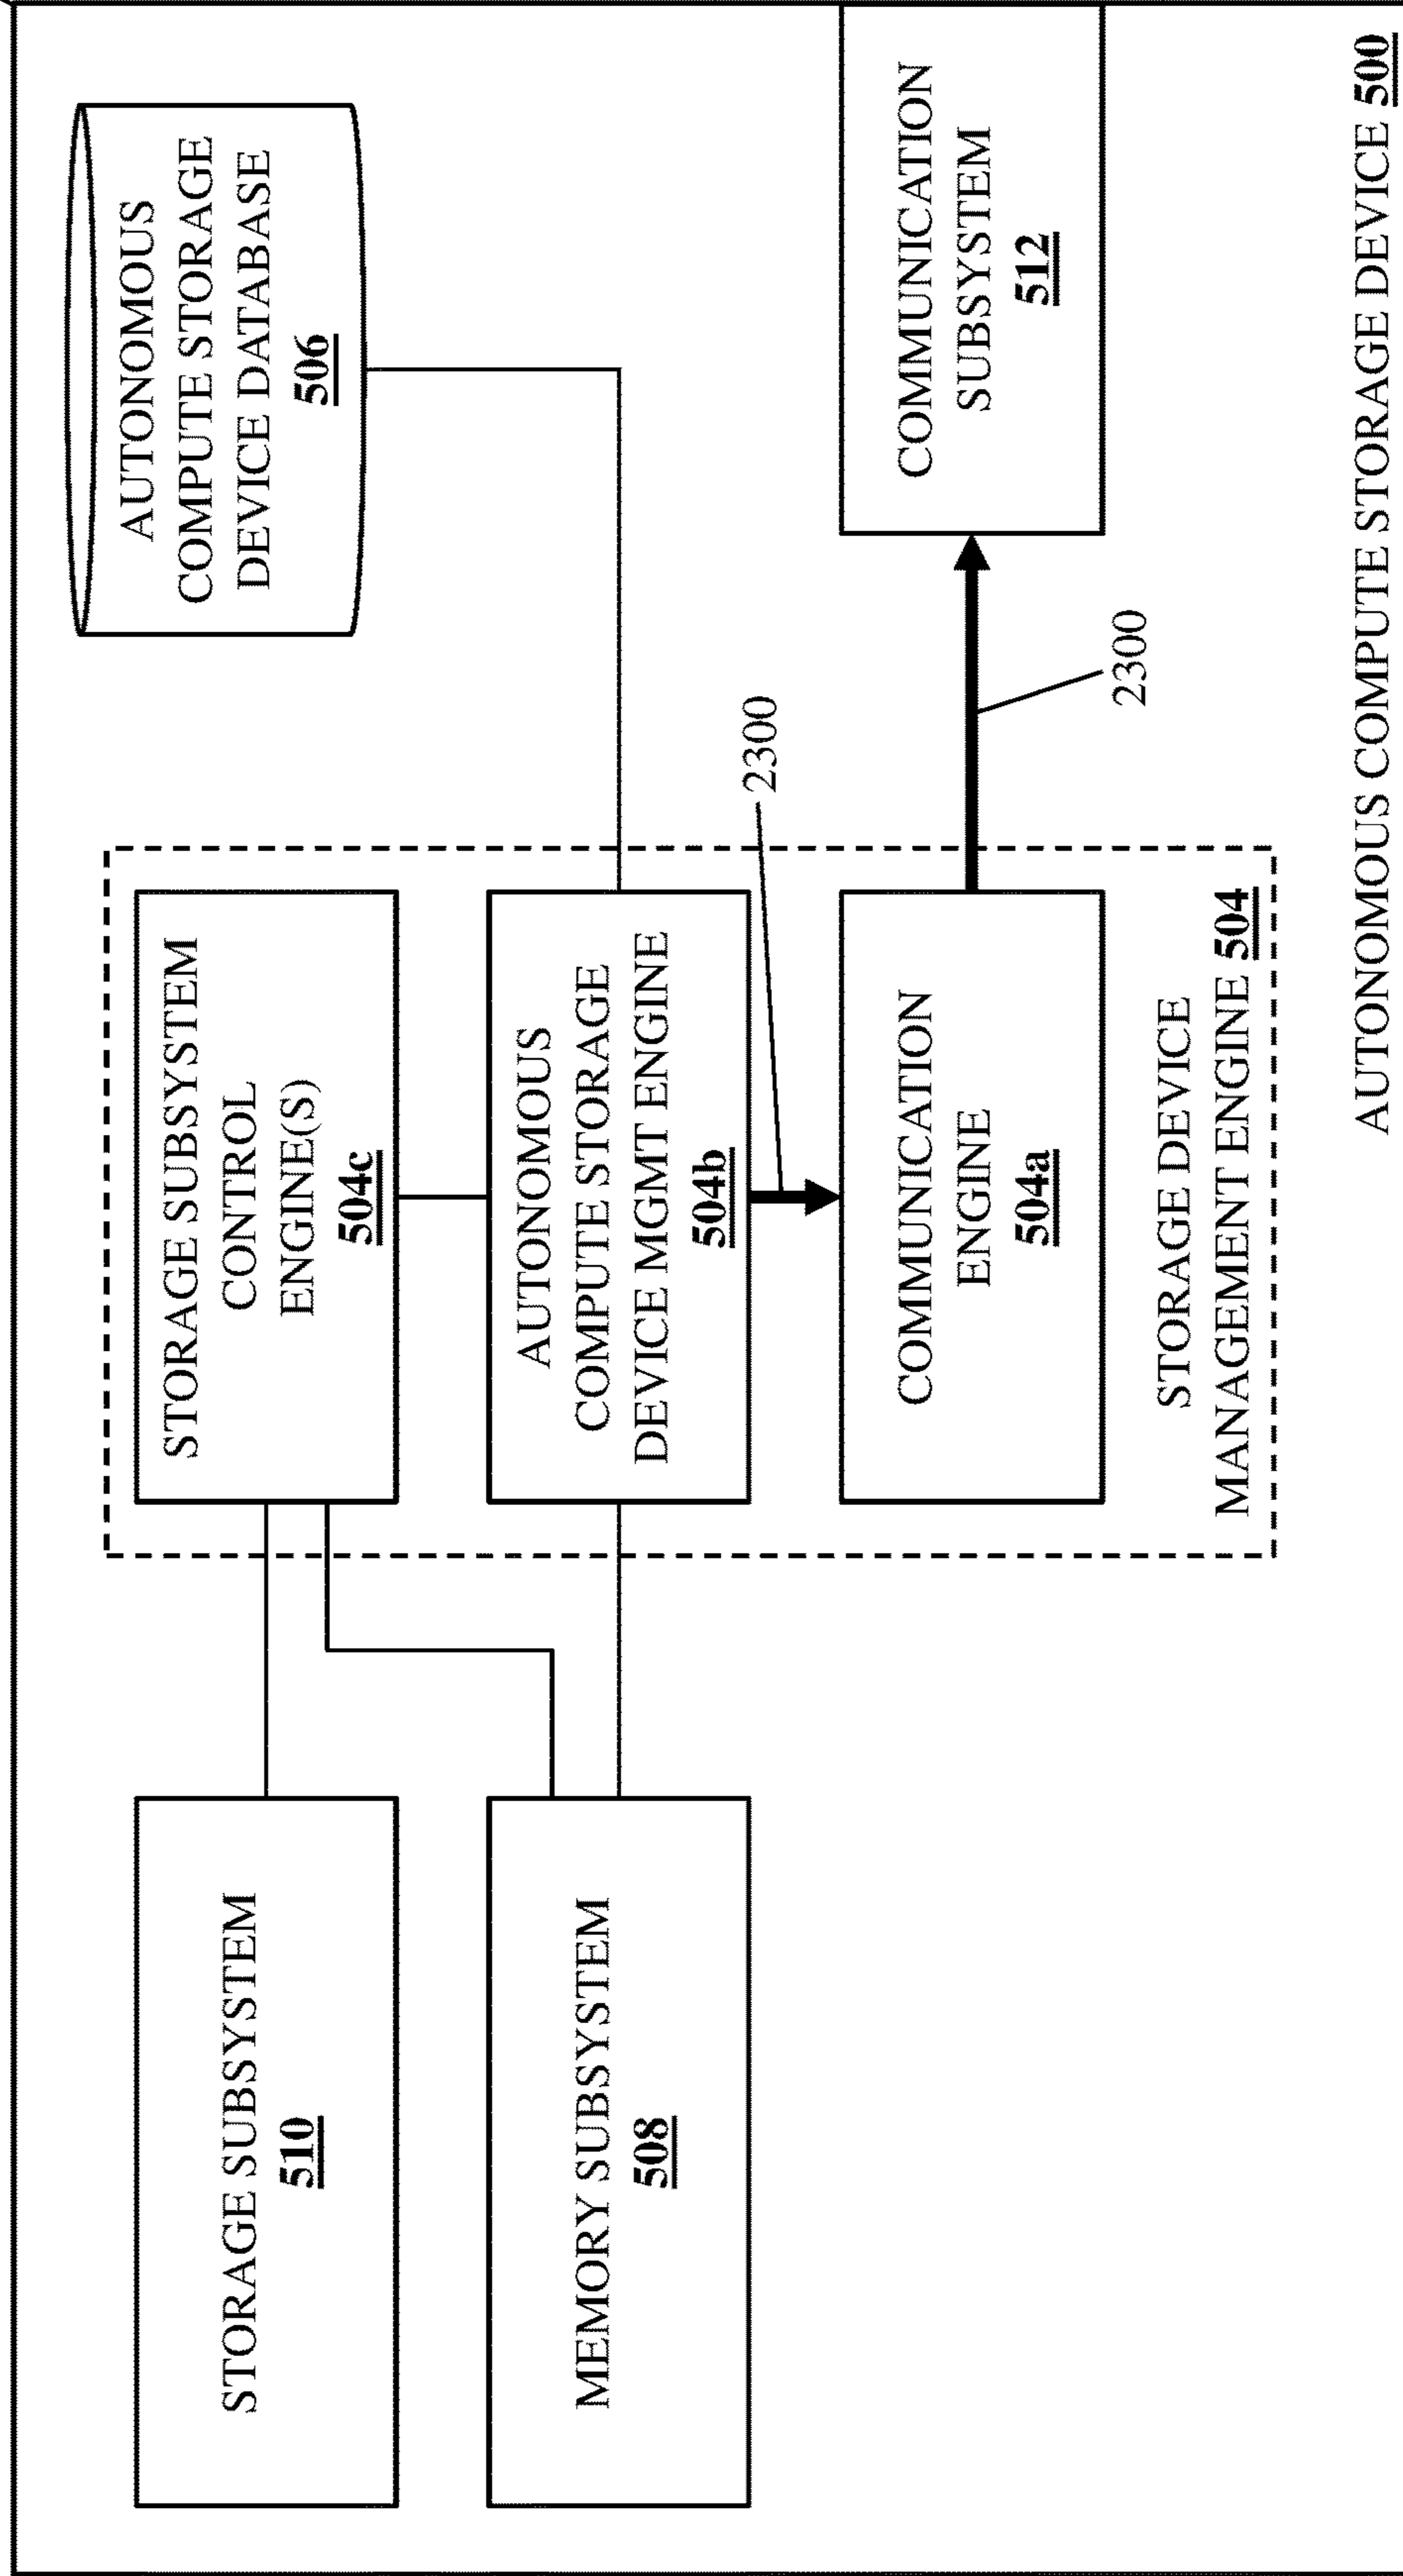 STORAGE SUBSYSTEM
510
MEMORY SUBSYSTEM
508
STORAGE SUBSYSTEM
CONTROL
ENGINE(S)
504c
AUTONOMOUS
COMPUTE STORAGE
DEVICE MGMT ENGINE
504b
2300
COMMUNICATION
ENGINE
504a
STORAGE DEVICE
MANAGEMENT ENGINE 504
AUTONOMOUS
COMPUTE STORAGE
DEVICE DATABASE
506
COMMUNICATION
SUBSYSTEM
512
2300
AUTONOMOUS COMPUTE STORAGE DEVICE 500